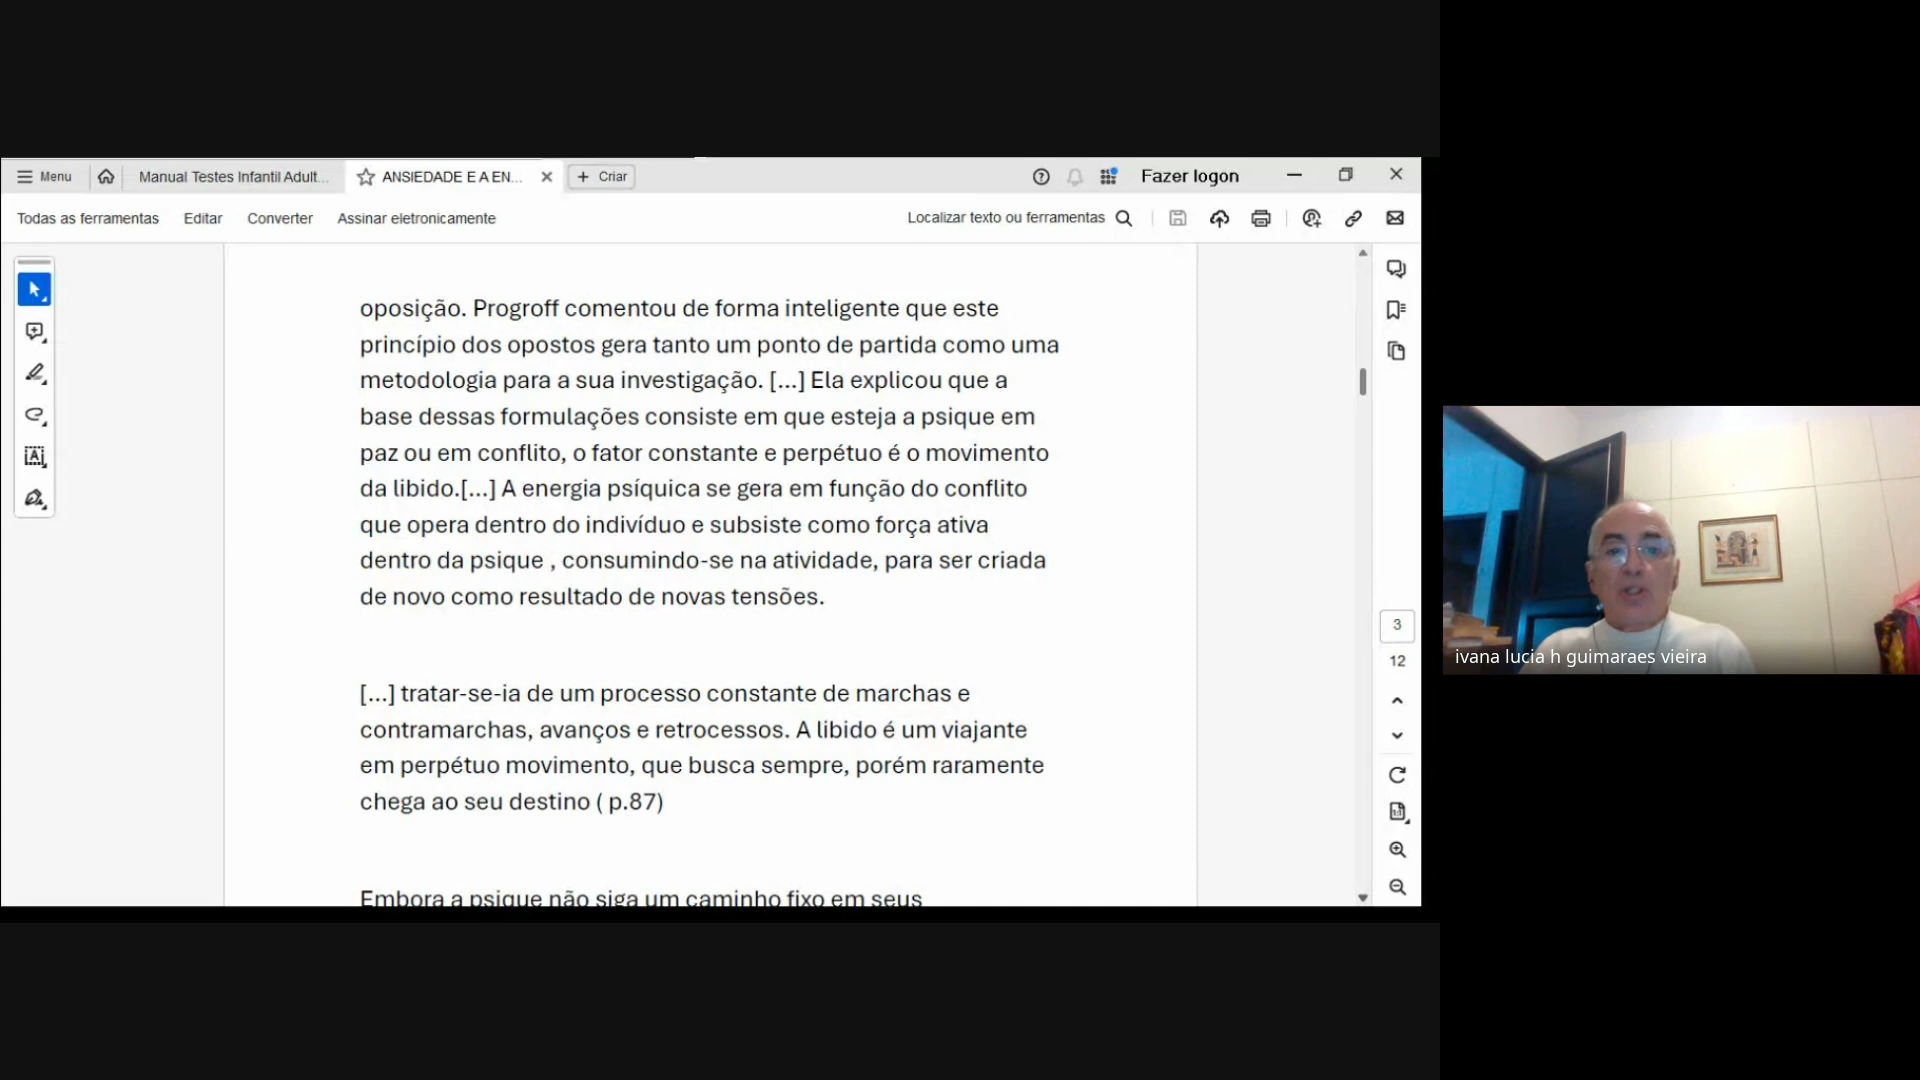 Menu
Manual Testes Infantil Adult...
ANSIEDADE E A EN...
Criar
Fazer logon
Todas as ferramentas
Editar
Converter
Assinar eletronicamente
Localizar texto ou ferramentas
oposição. Progroff comentou de forma inteligente que este
princípio dos opostos gera tanto um ponto de partida como uma
metodologia para a sua investigação. [...] Ela explicou que a
base dessas formulações consiste em que esteja a psique em
paz ou em conflito, o fator constante e perpétuo é o movimento
da libido.[...] A energia psíquica se gera em função do conflito
que opera dentro do indivíduo e subsiste como força ativa
dentro da psique , consumindo-se na atividade, para ser criada
de novo como resultado de novas tensões.
[...] tratar-se-ia de um processo constante de marchas e
contramarchas, avanços e retrocessos. A libido é um viajante
em perpétuo movimento, que busca sempre, porém raramente
chega ao seu destino ( p.87)
Embora a psique não siga um caminho fixo em seus
3
12
ivana lucia h guimaraes vieira